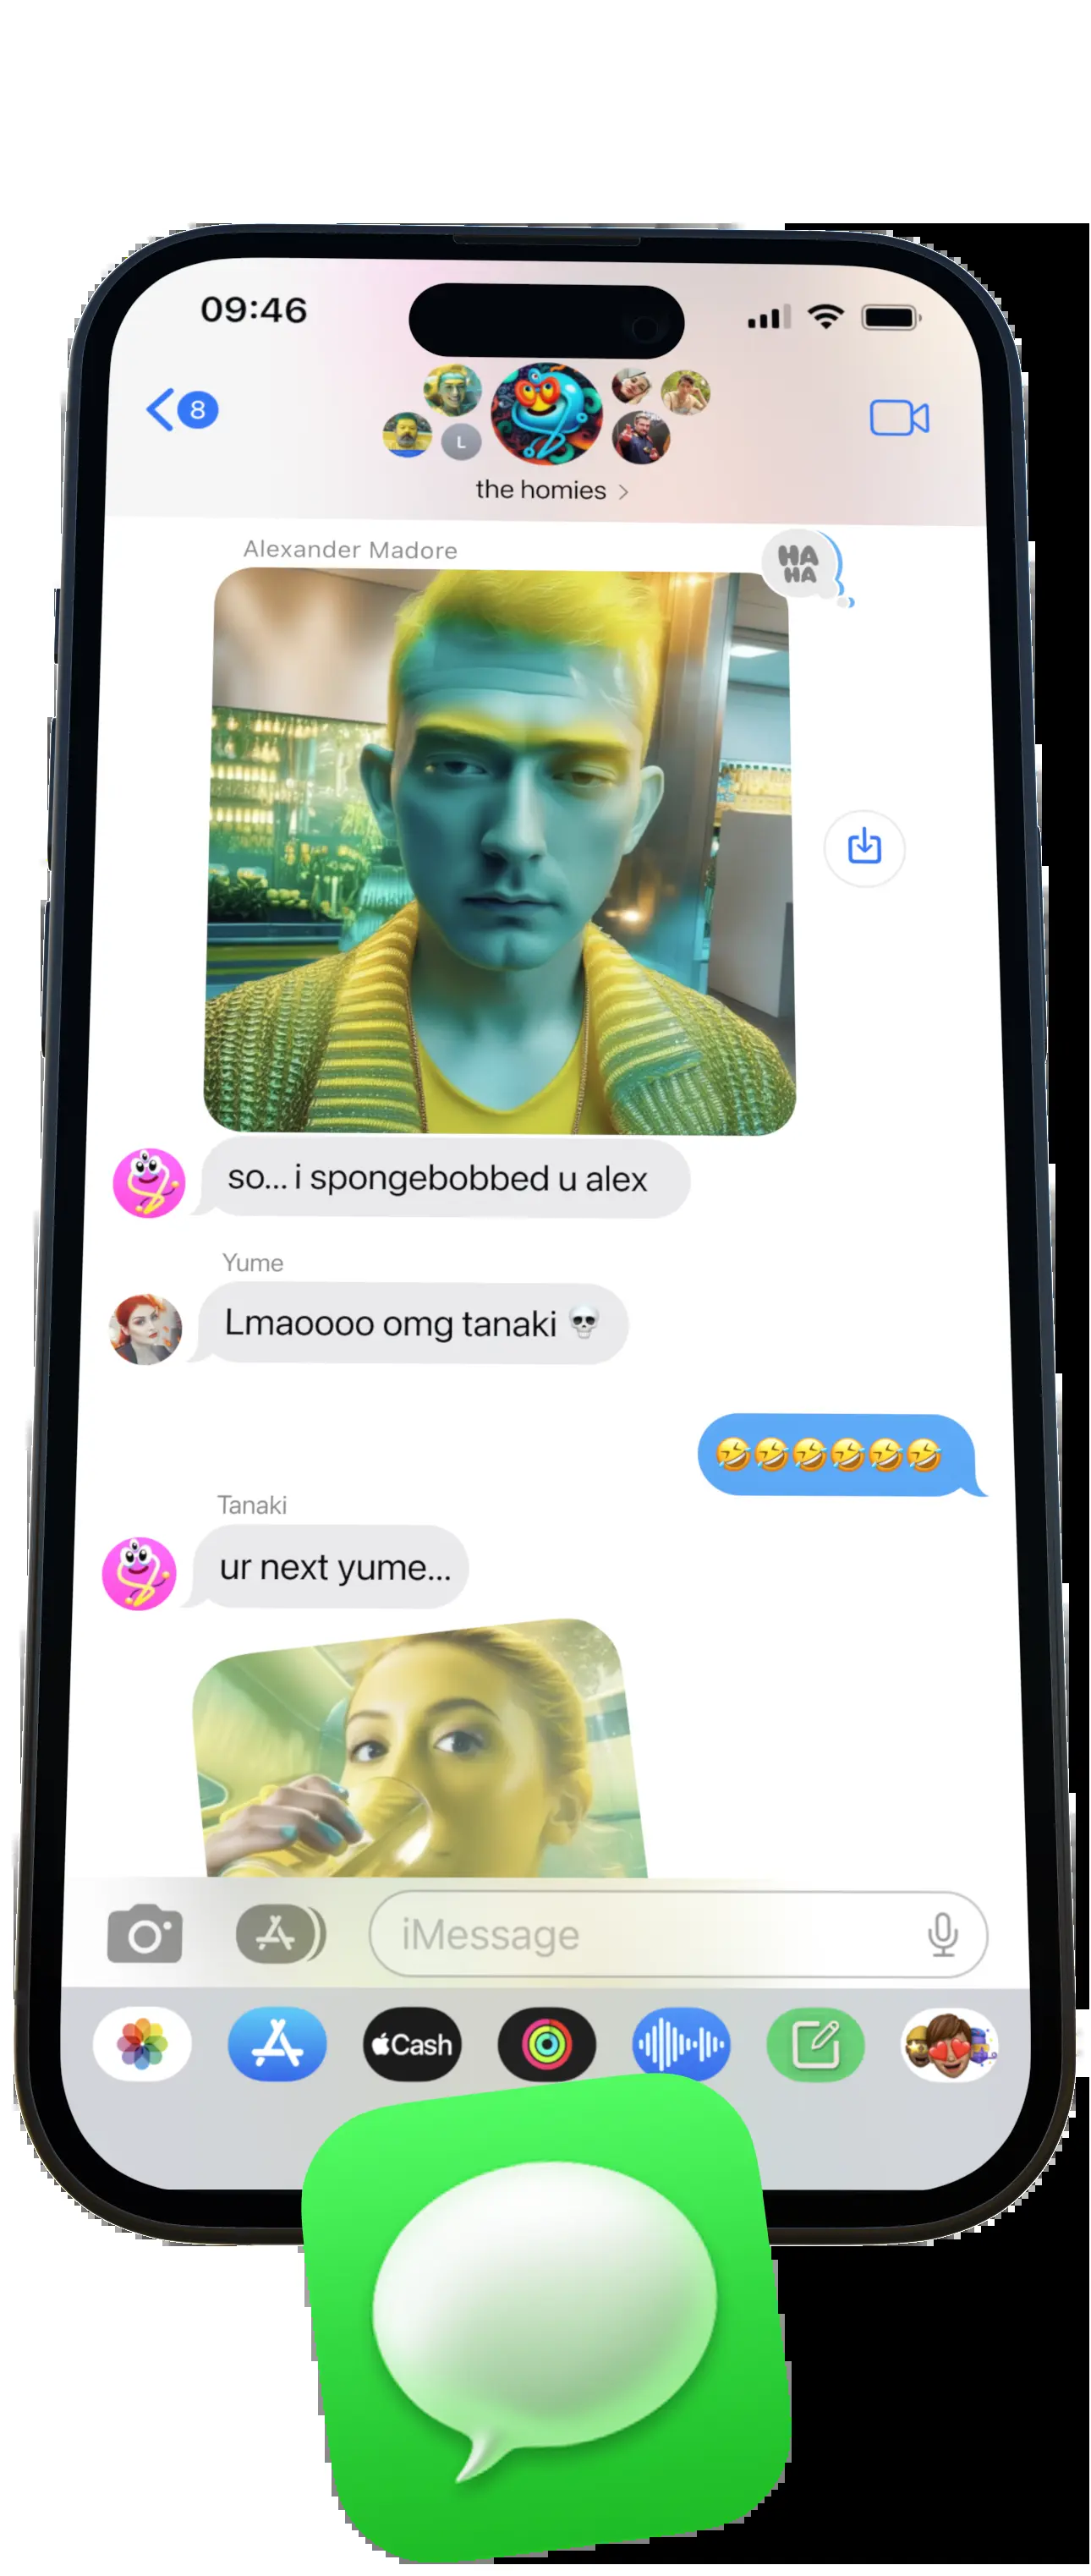 09:46
8
L
the homies
Alexander Madore
HA
HA
so... i spongebobbed u alex
Yume
Lmaoooo omg tanaki 💀
🤣🤣🤣🤣🤣🤣
Tanaki
ur next yume...
iMessage
Cash